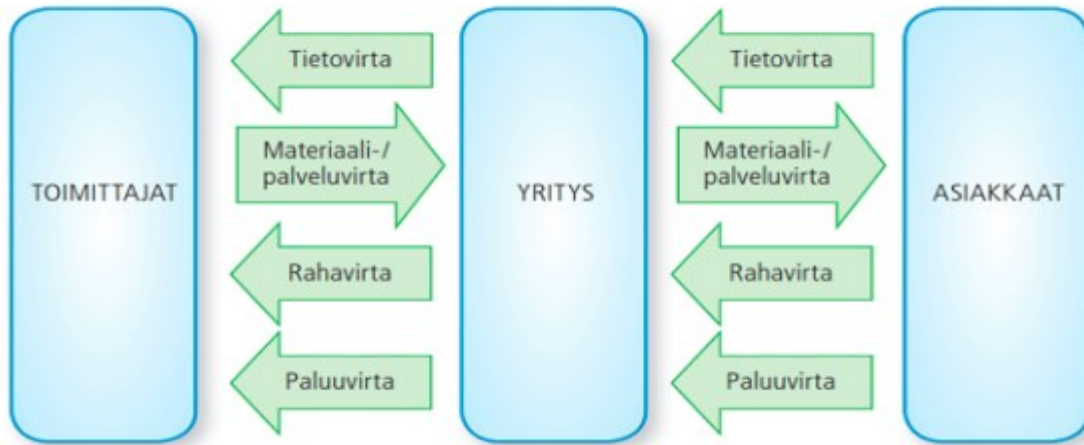 Tietovirta
Tietovirta
Materiaali-/
palveluvirta
Materiaali-/
palveluvirta
TOIMITTAJAT
YRITYS
ASIAKKAAT
Rahavirta
Rahavirta
Paluuvirta
Paluuvirta